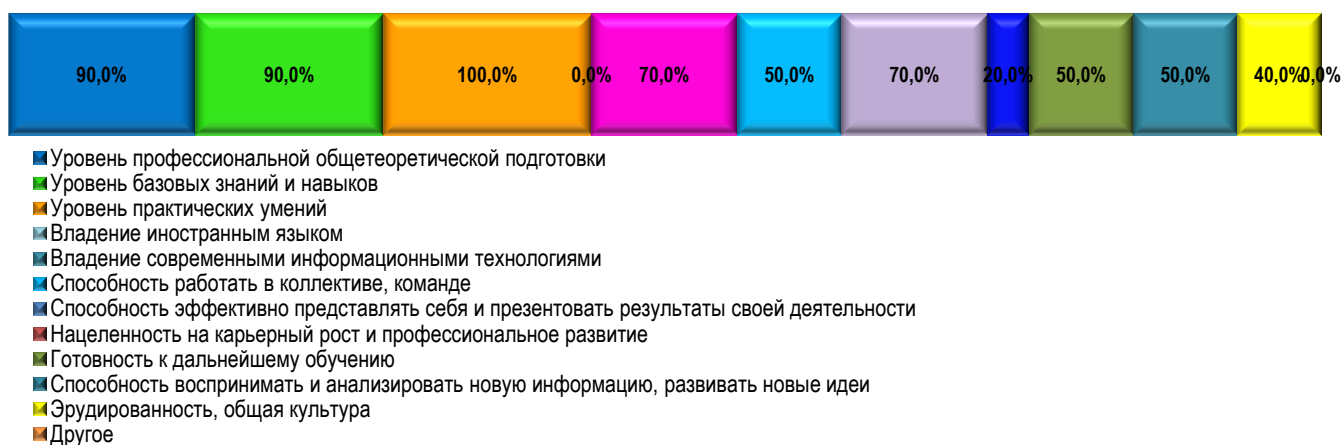 90,0% 90,0% 100,0% 0,0% 70,0% 50,0% 70,0% 20,0% 50,0% 50,0% 40,0% 0,0%
Уровень профессиональной общетеоретической подготовки
Уровень базовых знаний и навыков
Уровень практических умений
Владение иностранным языком
Владение современными информационными технологиями
Способность работать в коллективе, команде
Способность эффективно представлять себя и презентовать результаты своей деятельности
Нацеленность на карьерный рост и профессиональное развитие
Готовность к дальнейшему обучению
Способность воспринимать и анализировать новую информацию, развивать новые идеи
Эрудированность, общая культура
Другое